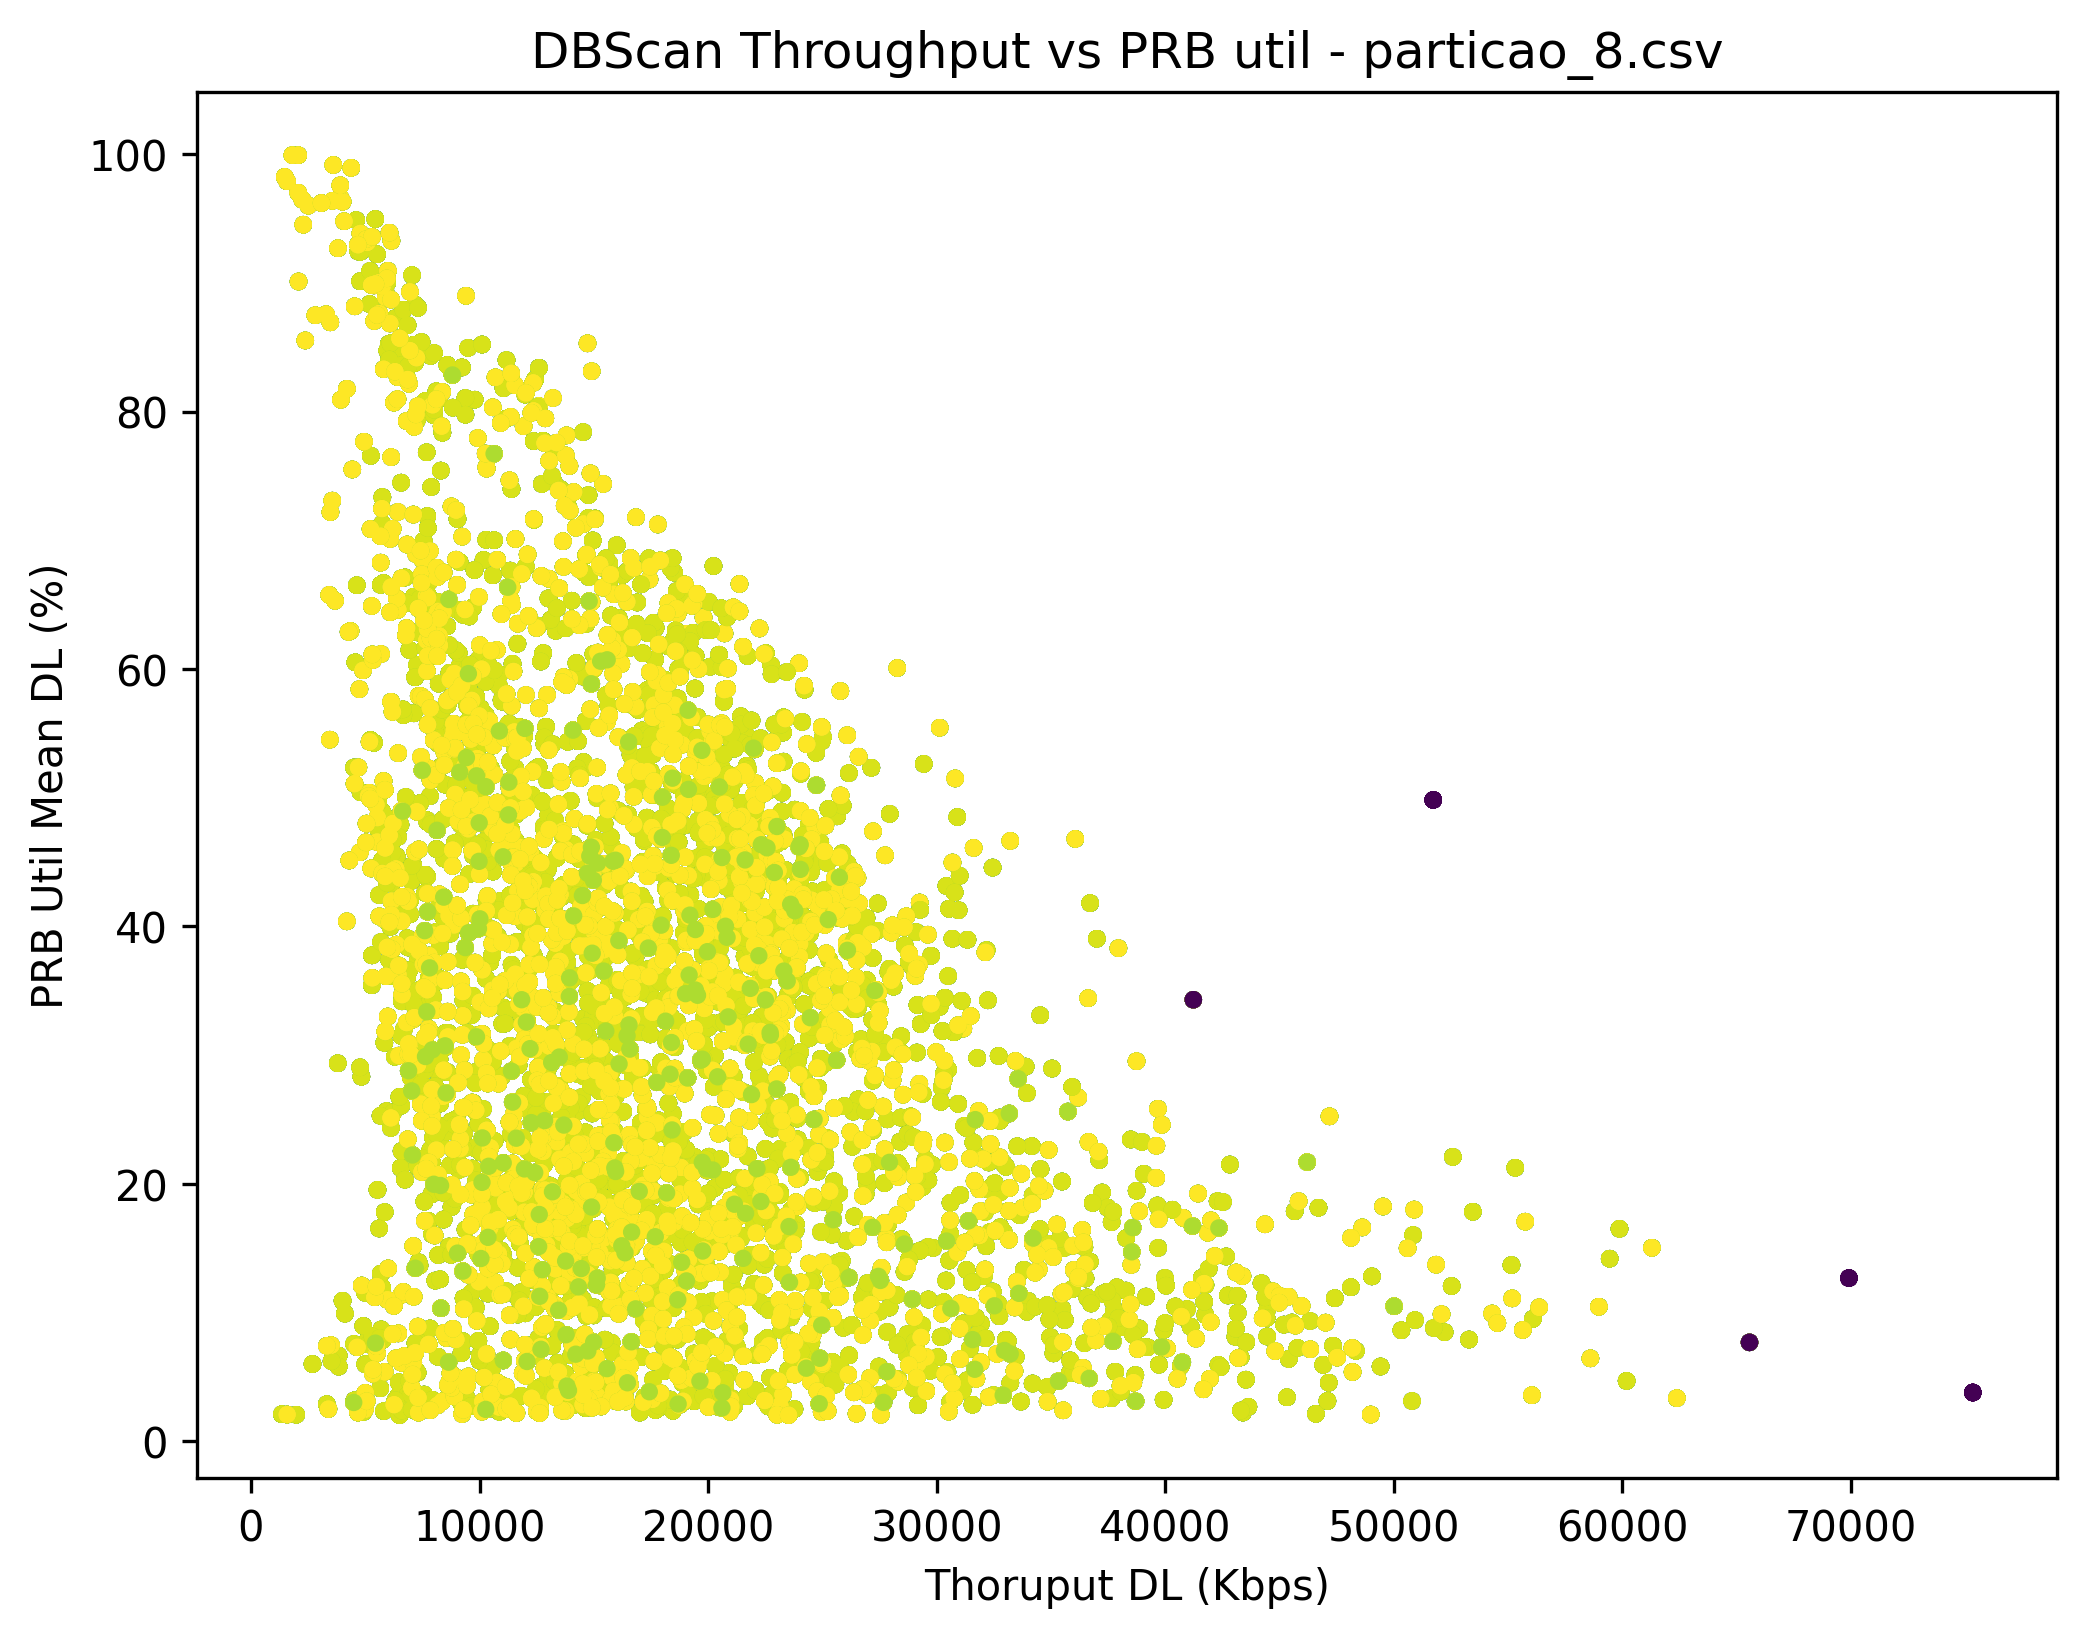 DBScan Throughput vs PRB util - particao_8.csv
100
80
60
40
20
0
PRB Util Mean DL (%)
0 10000 20000 30000 40000 50000 60000 70000
Thoruput DL (Kbps)